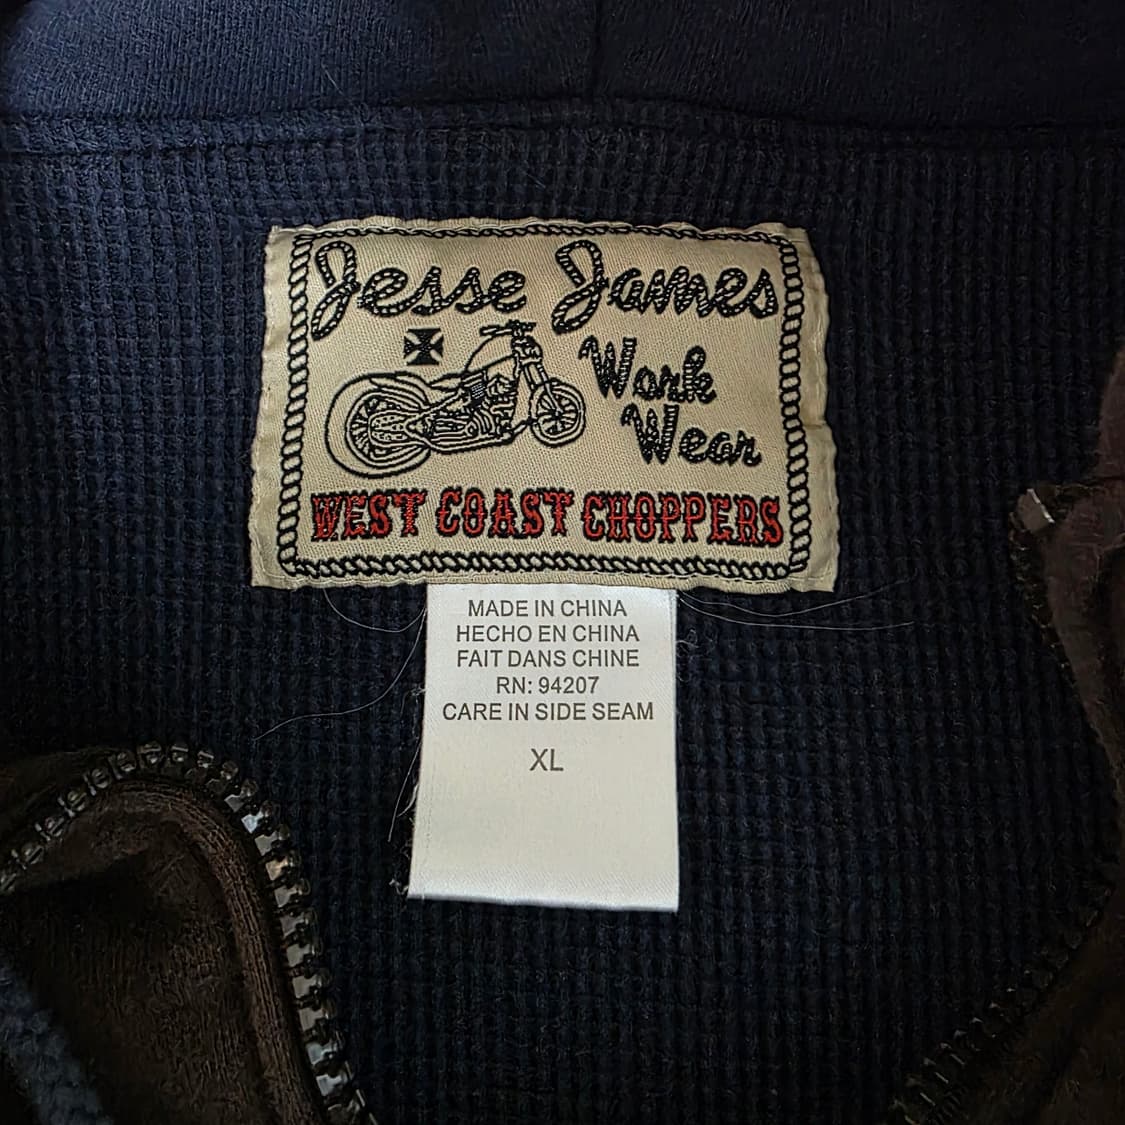 Jesse James
Work
Wear
WEST COAST CHOPPERS
MADE IN CHINA
HECHO EN CHINA
FAIT DANS CHINE
RN: 94207
CARE IN SIDE SEAM
XL